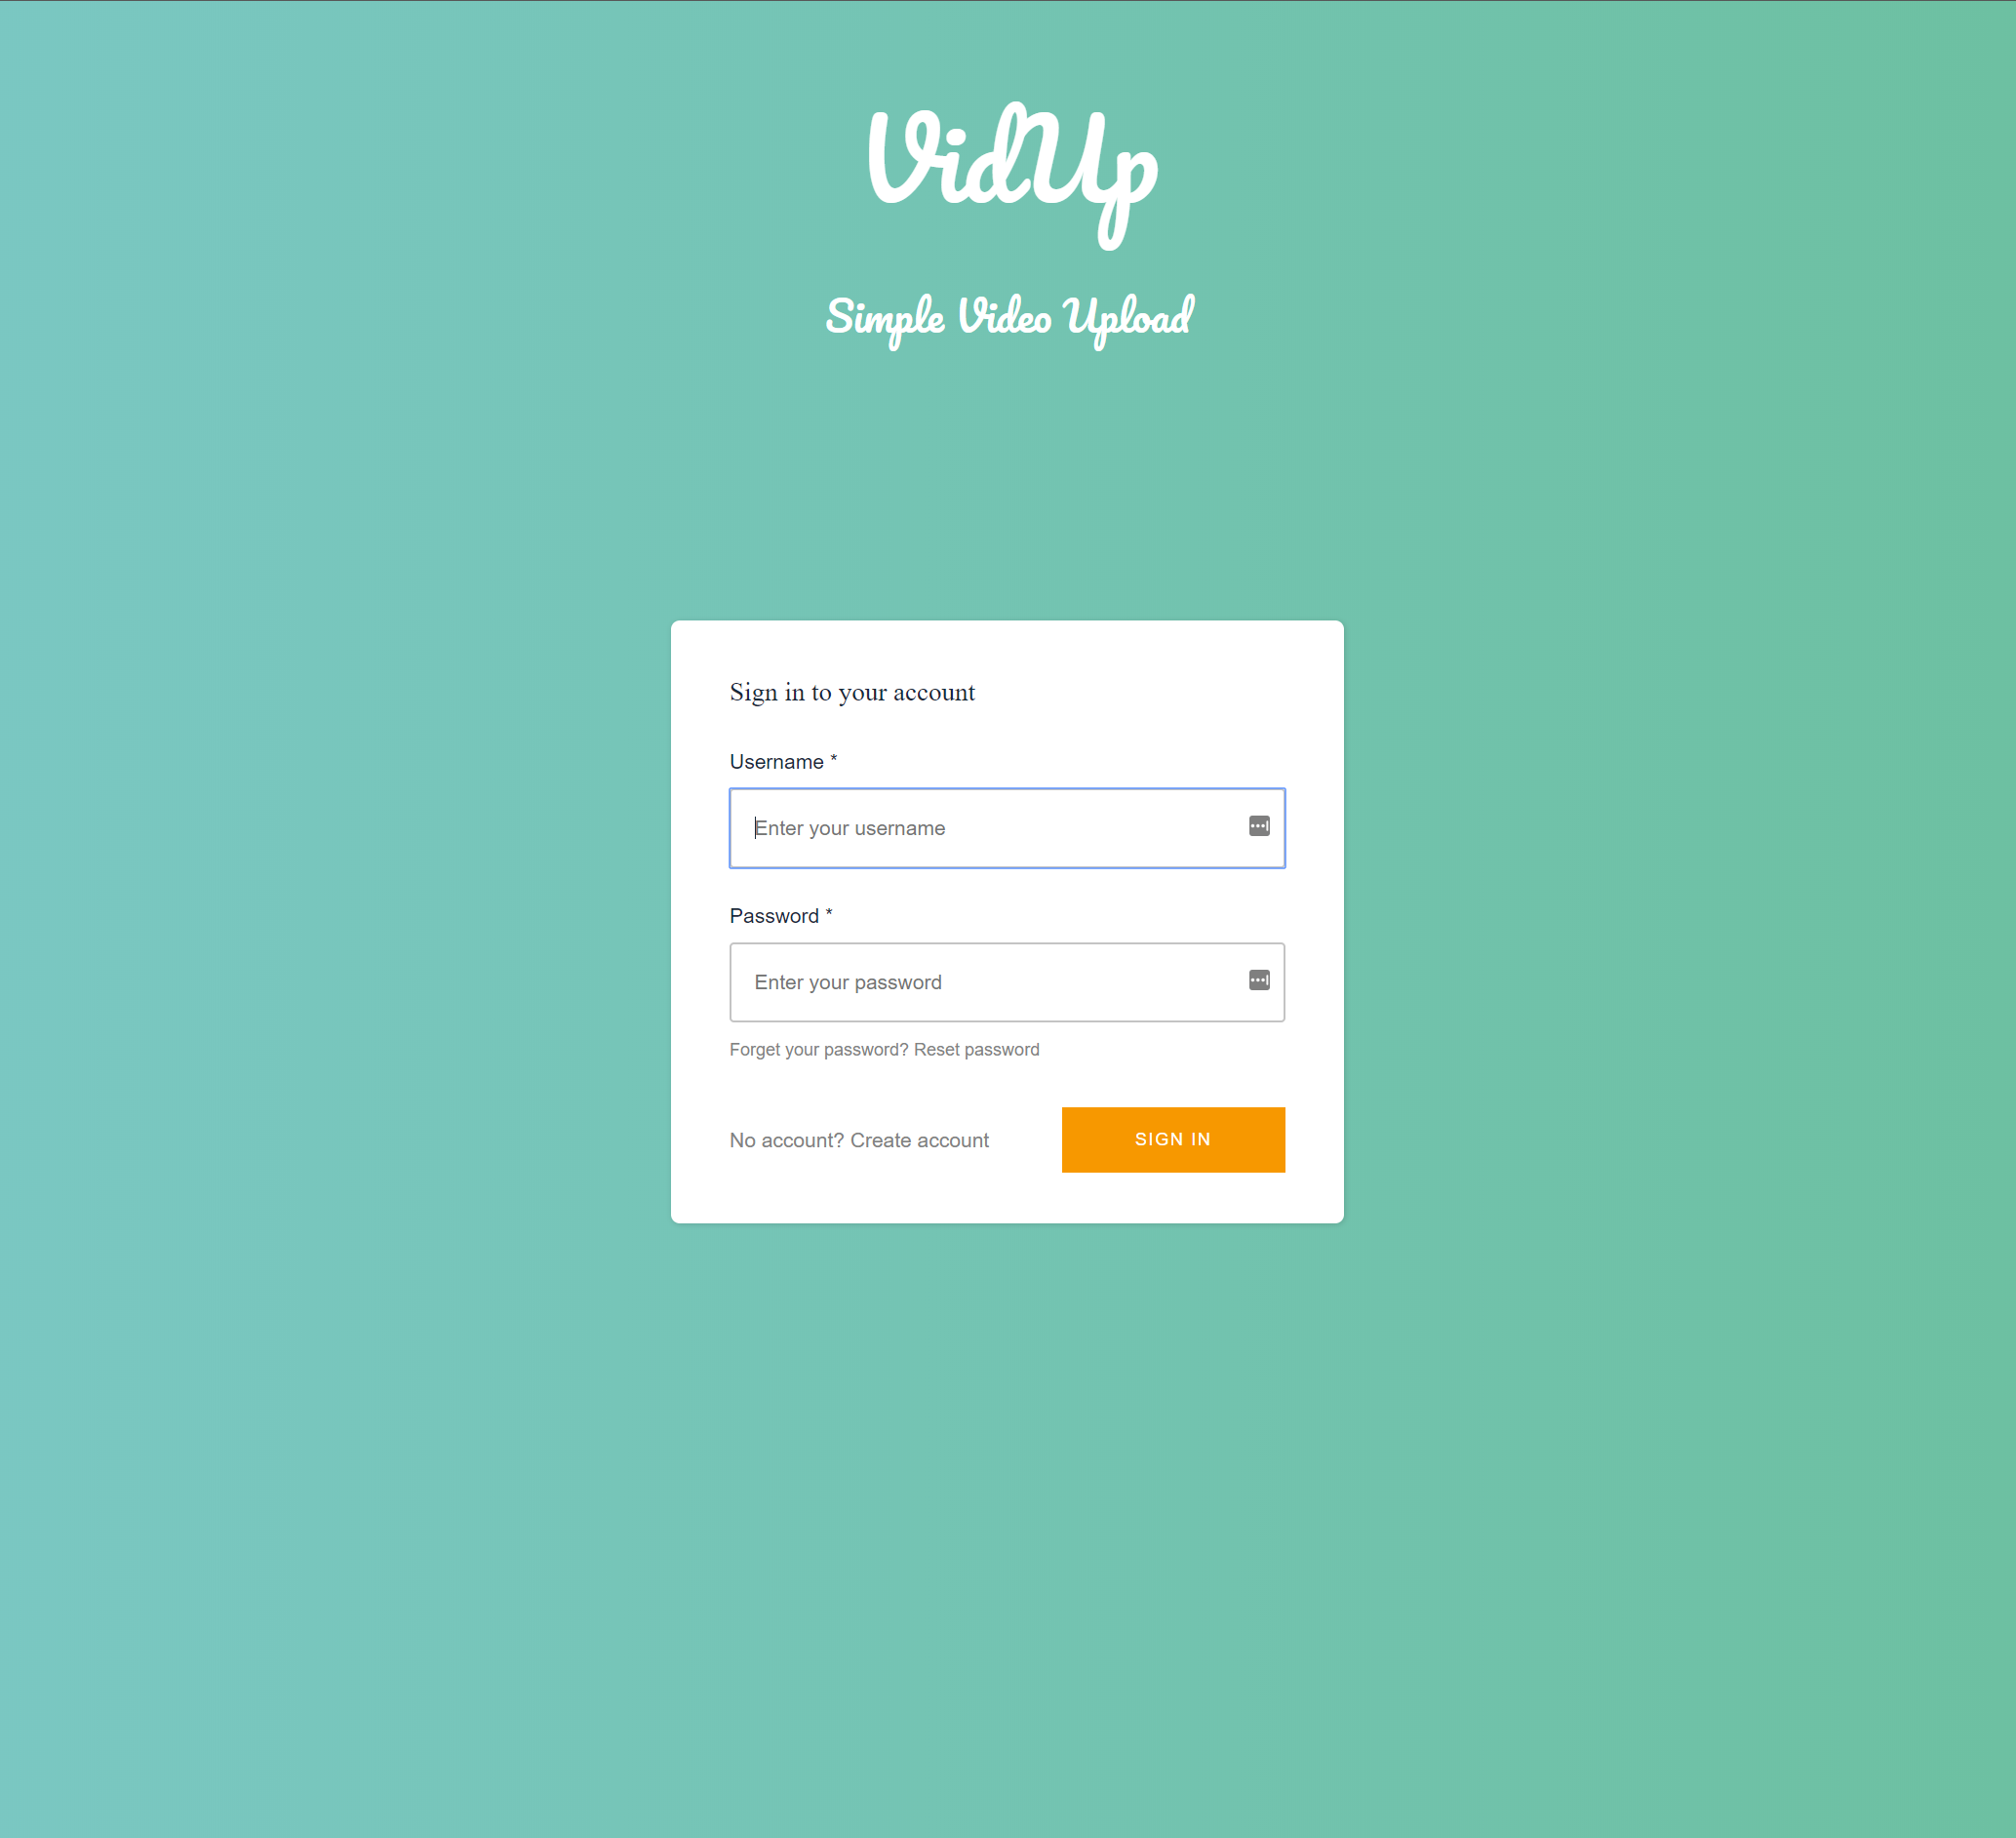 VidUp
Simple Video Upload
Sign in to your account
Username *
Enter your username
Password *
Enter your password
Forget your password? Reset password
No account? Create account
SIGN IN